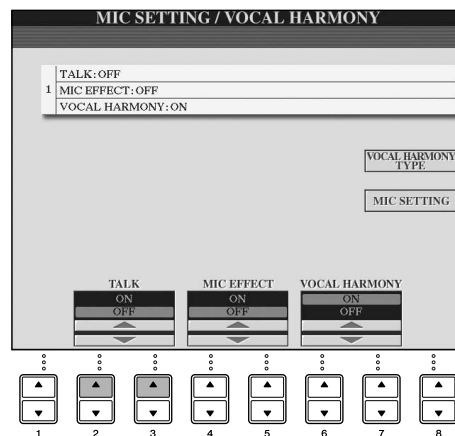 MIC SETTING / VOCAL HARMONY
1 TALK:OFF
MIC EFFECT:OFF
VOCAL HARMONY:ON
VOCAL HARMONY
TYPE
MIC SETTING
TALK MIC EFFECT VOCAL HARMONY
ON ON ON
OFF OFF OFF
1 2 3 4 5 6 7 8